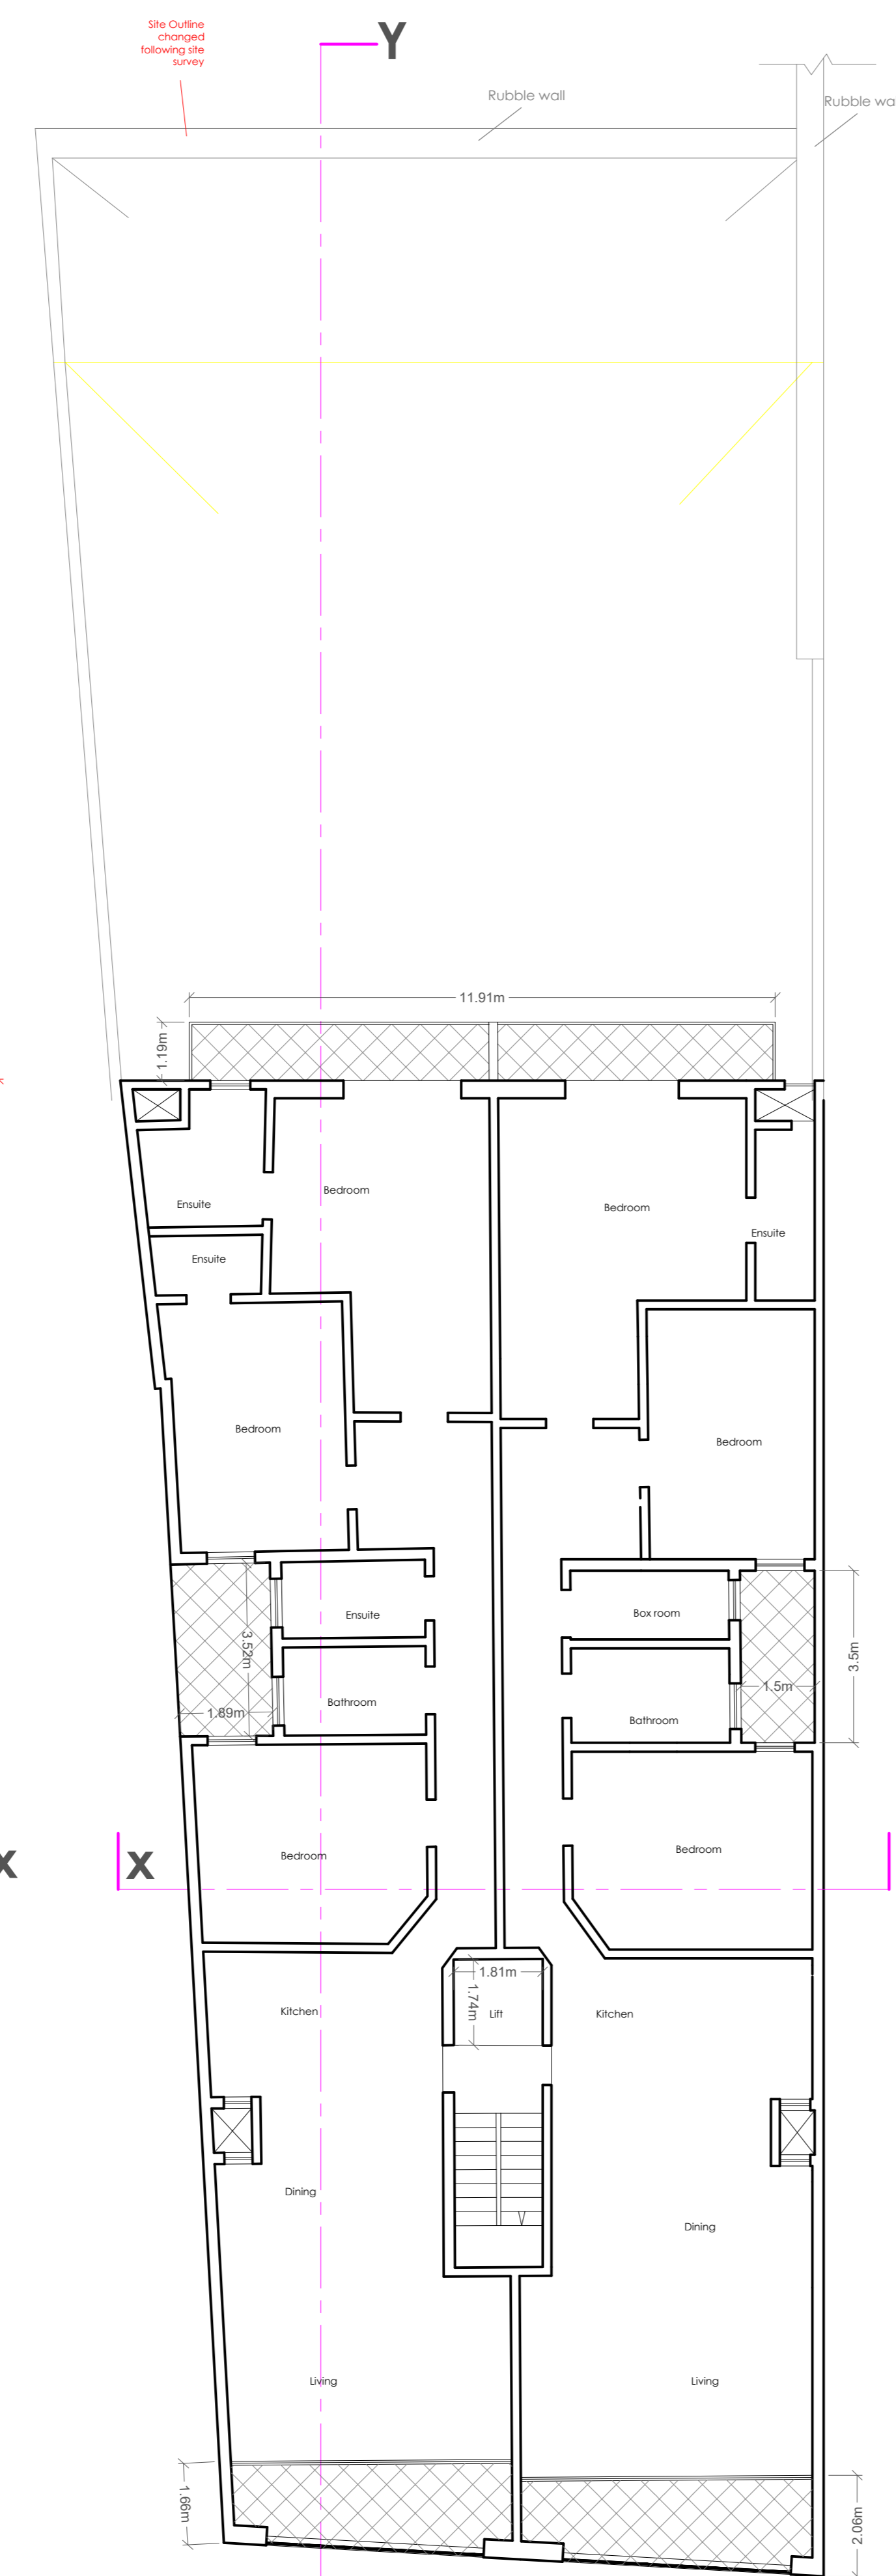 Site Outline
changed
following site
survey
Y
Rubble wall
Rubble wa
11.91m
1.19m
Bedroom
Bedroom
Ensuite
Ensuite
Ensuite
Bedroom
Bedroom
Ensuite
Box room
3.52m
3.5m
1.89m
Bathroom
1.5m
Bathroom
Bedroom
Bedroom
X
X
1.81m
1.74m
Lift
Kitchen
Kitchen
Dining
Dining
Living
Living
1.66m
2.06m